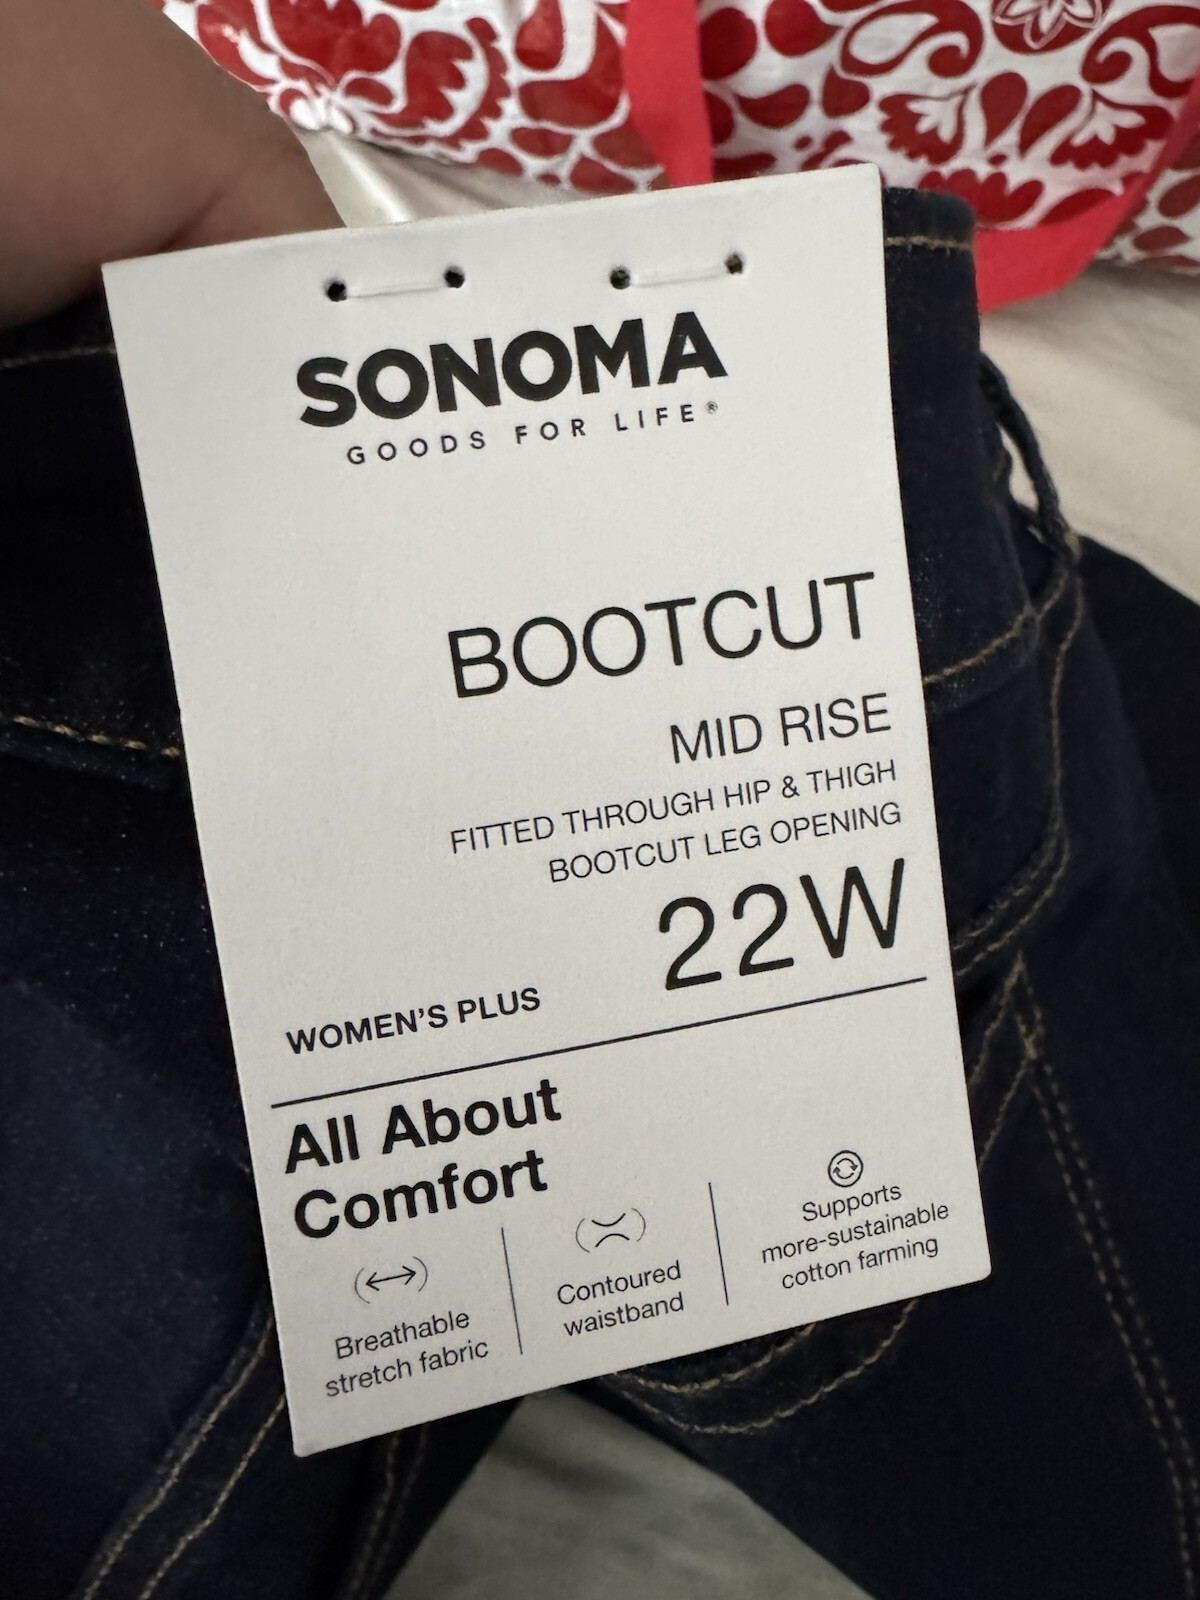 SONOMA
GOODS FOR LIFE®
BOOTCUT
MID RISE
FITTED THROUGH HIP & THIGH
BOOTCUT LEG OPENING
22W
WOMEN'S PLUS
All About
Comfort
Breathable
stretch fabric
Contoured
waistband
Supports
more-sustainable
cotton farming